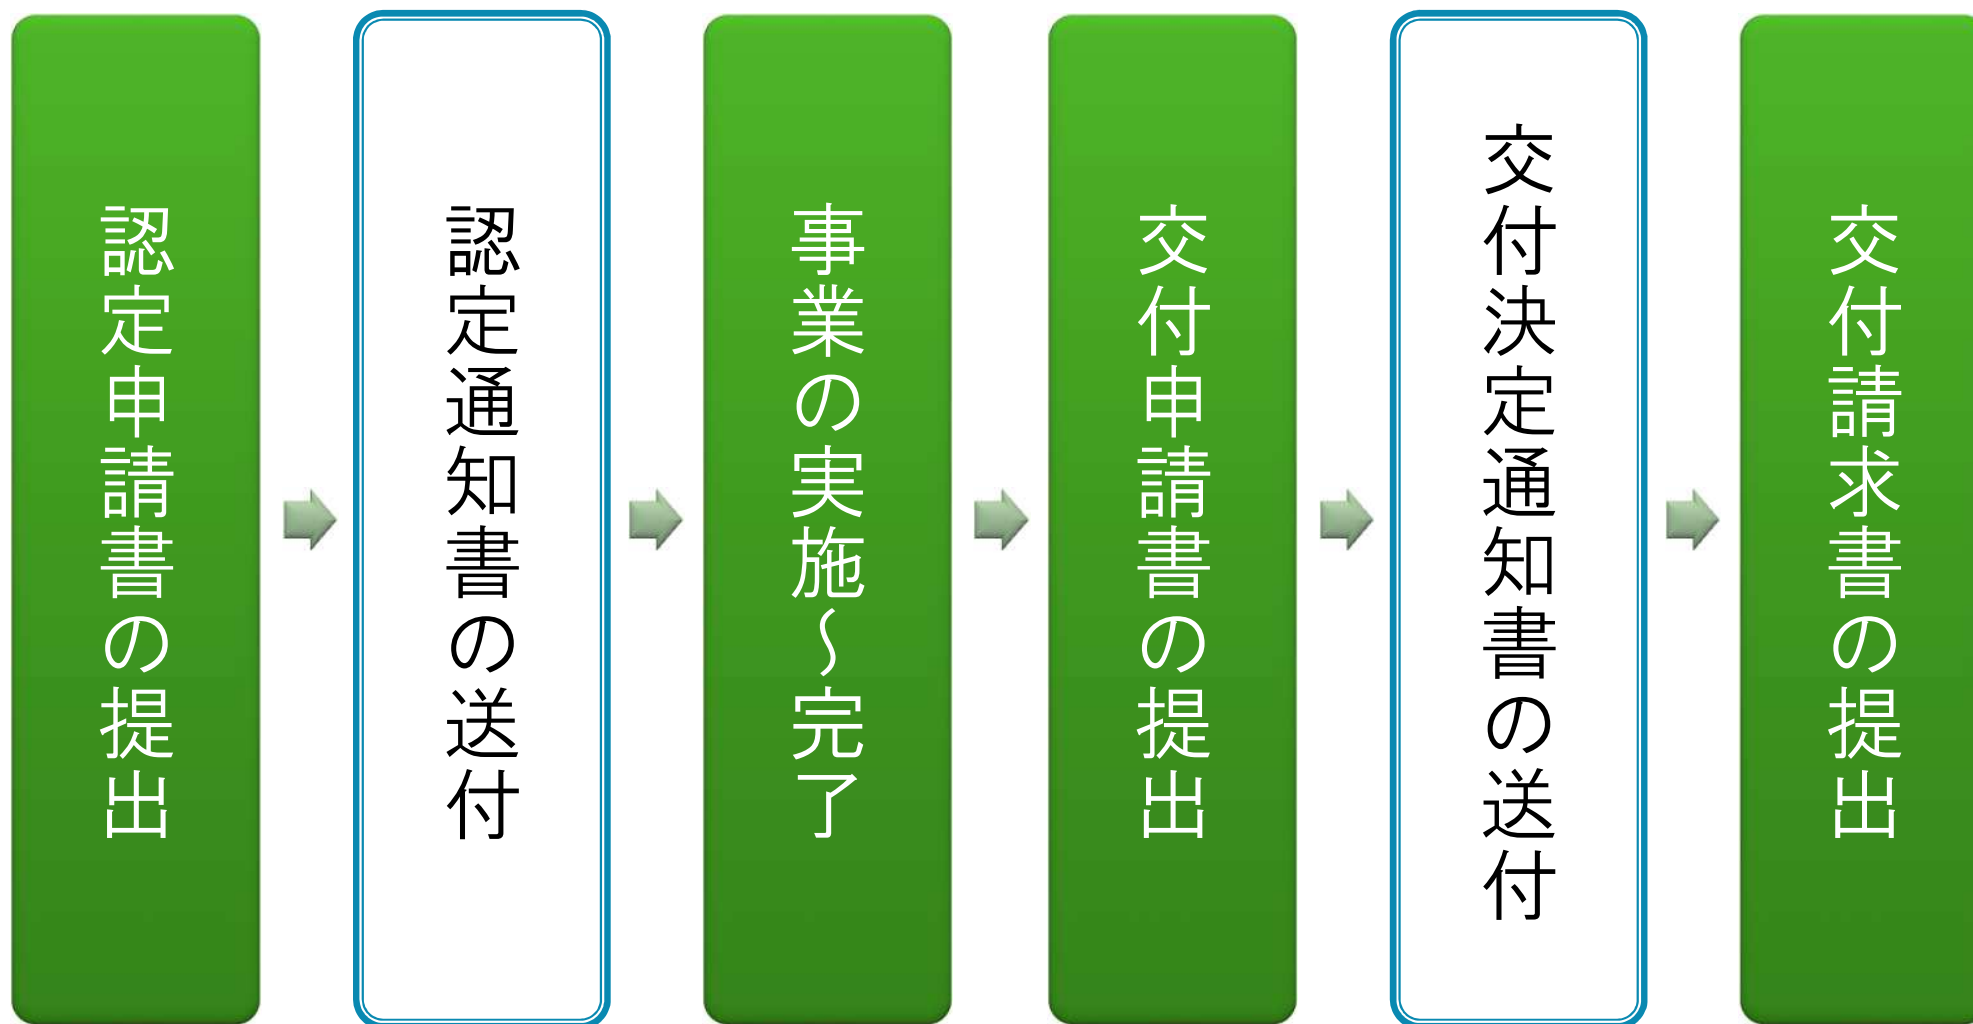 認定申請書の提出
認定通知書の送付
事業の実施～完了
交付申請書の提出
交付決定通知書の送付
交付請求書の提出